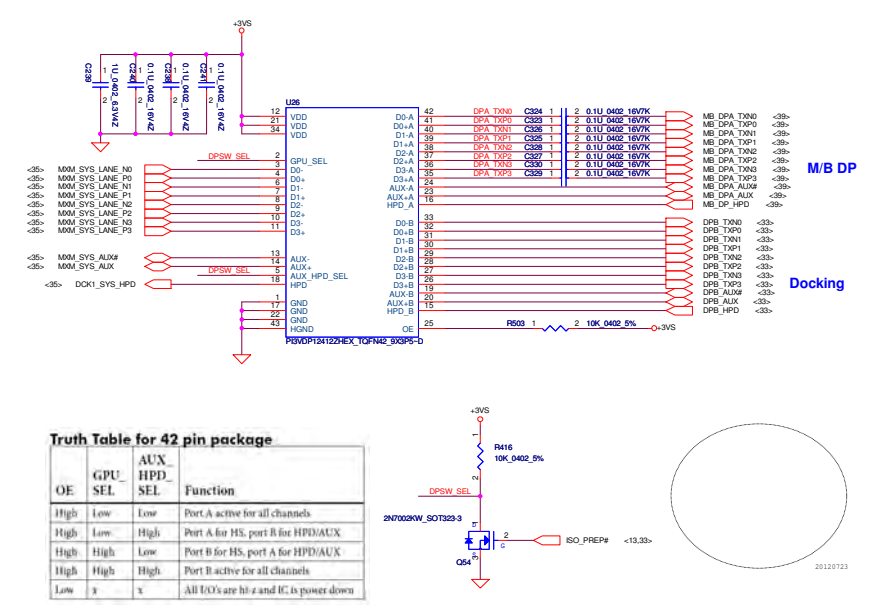 +3VS
C239
1U_0402_6.3V4Z
C240
0.1U_0402_16V4Z
0.1U_0402_16V4Z
C241
0.1U_0402_16V4Z
1 1 1 1
2 2 2 2
U26
12 VDD
21 VDD
34 VDD
DPSW_SEL 2 GPU_SEL
<35> MXM_SYS_LANE_N0 3 D0-
<35> MXM_SYS_LANE_P0 4 D0+
<35> MXM_SYS_LANE_N1 6 D1-
<35> MXM_SYS_LANE_P1 7 D1+
<35> MXM_SYS_LANE_N2 8 D2-
<35> MXM_SYS_LANE_P2 9 D2+
<35> MXM_SYS_LANE_N3 10 D3-
<35> MXM_SYS_LANE_P3 11 D3+
<35> MXM_SYS_AUX# 13 AUX-
<35> MXM_SYS_AUX 14 AUX+
DPSW_SEL 5 AUX_HPD_SEL
<35> DCK1_SYS_HPD 18 HPD
1 GND
17 GND
22 GND
43 HGND
PI3VDP12412ZHEX_TQFN42_9X3P5~D
D0-A 42 DPA_TXN0 C324 1 2 0.1U_0402_16V7K MB_DPA_TXN0 <39>
D0+A 41 DPA_TXP0 C323 1 2 0.1U_0402_16V7K MB_DPA_TXP0 <39>
D1-A 40 DPA_TXN1 C326 1 2 0.1U_0402_16V7K MB_DPA_TXN1 <39>
D1+A 39 DPA_TXP1 C325 1 2 0.1U_0402_16V7K MB_DPA_TXP1 <39>
D2-A 38 DPA_TXN2 C328 1 2 0.1U_0402_16V7K MB_DPA_TXN2 <39>
D2+A 37 DPA_TXP2 C327 1 2 0.1U_0402_16V7K MB_DPA_TXP2 <39>
D3-A 36 DPA_TXN3 C330 1 2 0.1U_0402_16V7K MB_DPA_TXN3 <39>
D3+A 35 DPA_TXP3 C329 1 2 0.1U_0402_16V7K MB_DPA_TXP3 <39>
AUX-A 24 MB_DPA_AUX# <39>
AUX+A 23 MB_DPA_AUX <39>
HPD_A 16 MB_DP_HPD <39>
M/B DP
D0-B 33 DPB_TXN0 <33>
D0+B 32 DPB_TXP0 <33>
D1-B 31 DPB_TXN1 <33>
D1+B 30 DPB_TXP1 <33>
D2-B 29 DPB_TXN2 <33>
D2+B 28 DPB_TXP2 <33>
D3-B 27 DPB_TXN3 <33>
D3+B 26 DPB_TXP3 <33>
AUX-B 19 DPB_AUX# <33>
AUX+B 20 DPB_AUX <33>
HPD_B 15 DPB_HPD <33>
Docking
OE 25 R503 1 2 10K_0402_5% +3VS
Truth Table for 42 pin package
OE GPU_SEL AUX_HPD_SEL Function
High Low Low Port A active for all channels
High Low High Port A for HS, port B for HPD/AUX
High High Low Port B for HS, port A for HPD/AUX
High High High Port B active for all channels
Low x x All I/O's are hi-z and IC is power down
+3VS
1
R416
10K_0402_5%
2
DPSW_SEL
2N7002KW_SOT323-3
1
D
2
G
ISO_PREP# <13,33>
3
Q54
20120723